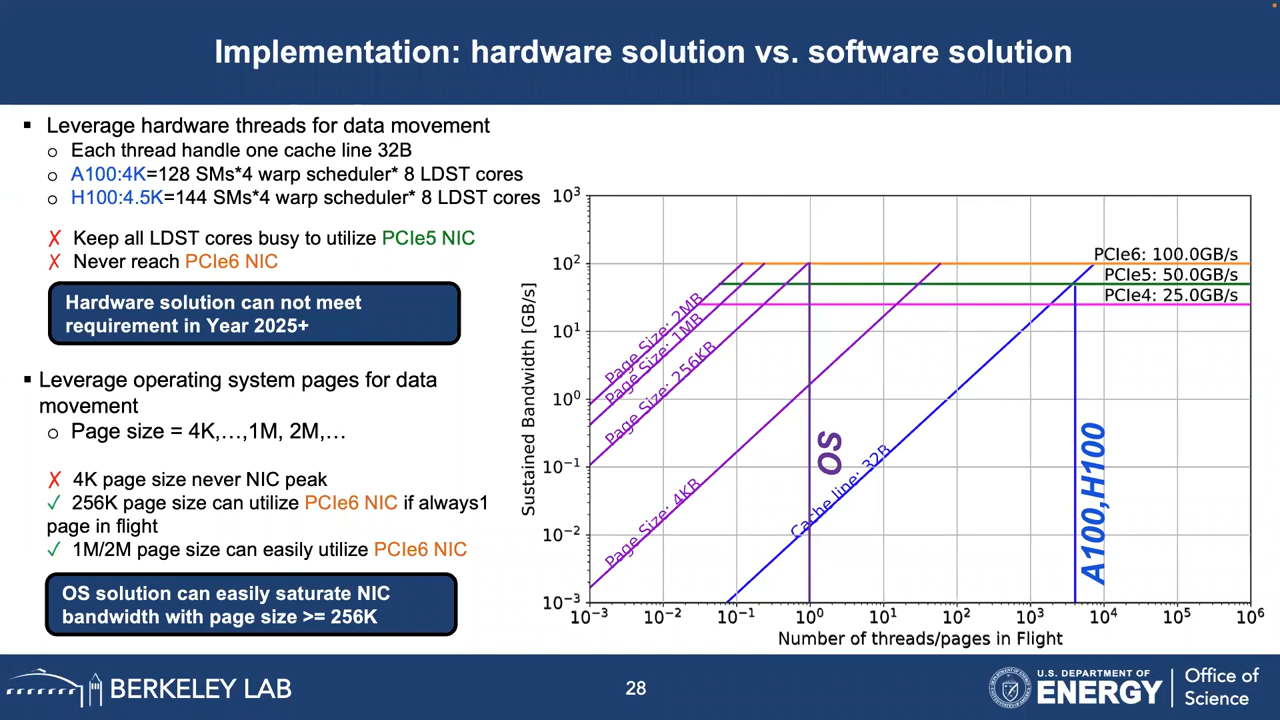 Implementation: hardware solution vs. software solution
▪ Leverage hardware threads for data movement
o Each thread handle one cache line 32B
o A100:4K=128 SMs*4 warp scheduler* 8 LDST cores
o H100:4.5K=144 SMs*4 warp scheduler* 8 LDST cores
✗ Keep all LDST cores busy to utilize PCIe5 NIC
✗ Never reach PCIe6 NIC
Hardware solution can not meet
requirement in Year 2025+
▪ Leverage operating system pages for data
movement
o Page size = 4K,…,1M, 2M,…
✗ 4K page size never NIC peak
✓ 256K page size can utilize PCIe6 NIC if always1
page in flight
✓ 1M/2M page size can easily utilize PCIe6 NIC
OS solution can easily saturate NIC
bandwidth with page size >= 256K
Sustained Bandwidth [GB/s]
10³
10²
10¹
10⁰
10⁻¹
10⁻²
10⁻³
PCIe6: 100.0GB/s
PCIe5: 50.0GB/s
PCIe4: 25.0GB/s
Page Size: 2MB
Page Size: 1MB
Page Size: 256KB
Page Size: 4KB
Cache line: 32B
OS
A100,H100
10⁻³ 10⁻² 10⁻¹ 10⁰ 10¹ 10² 10³ 10⁴ 10⁵ 10⁶
Number of threads/pages in Flight
BERKELEY LAB
28
U.S. DEPARTMENT OF
ENERGY
Office of
Science